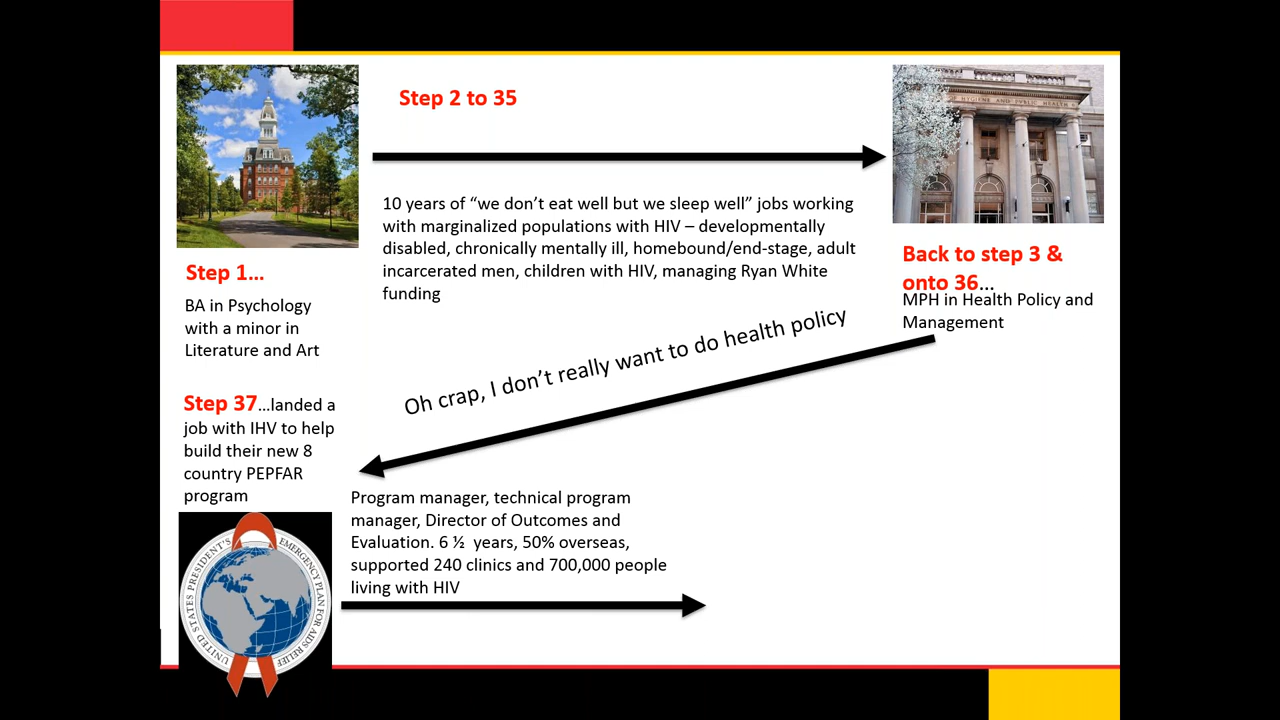 Step 2 to 35
OF HYGIENE AND PUBLIC HEALTH
10 years of “we don’t eat well but we sleep well” jobs working
with marginalized populations with HIV – developmentally
disabled, chronically mentally ill, homebound/end-stage, adult
incarcerated men, children with HIV, managing Ryan White
funding
Step 1…
BA in Psychology
with a minor in
Literature and Art
Back to step 3 &
onto 36…
MPH in Health Policy and
Management
Oh crap, I don’t really want to do health policy
Step 37…landed a
job with IHV to help
build their new 8
country PEPFAR
program
Program manager, technical program
manager, Director of Outcomes and
Evaluation. 6 ½ years, 50% overseas,
supported 240 clinics and 700,000 people
living with HIV
UNITED STATES PRESIDENT'S EMERGENCY PLAN FOR AIDS RELIEF